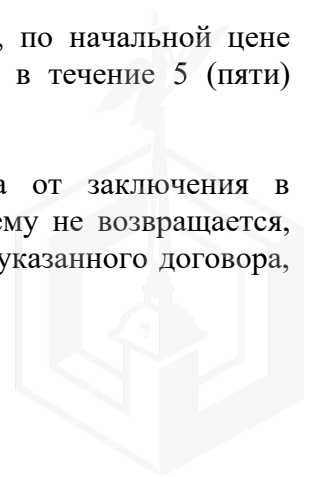 , по начальной цене
в течение 5 (пяти)
а от заключения в
ему не возвращается,
указанного договора,